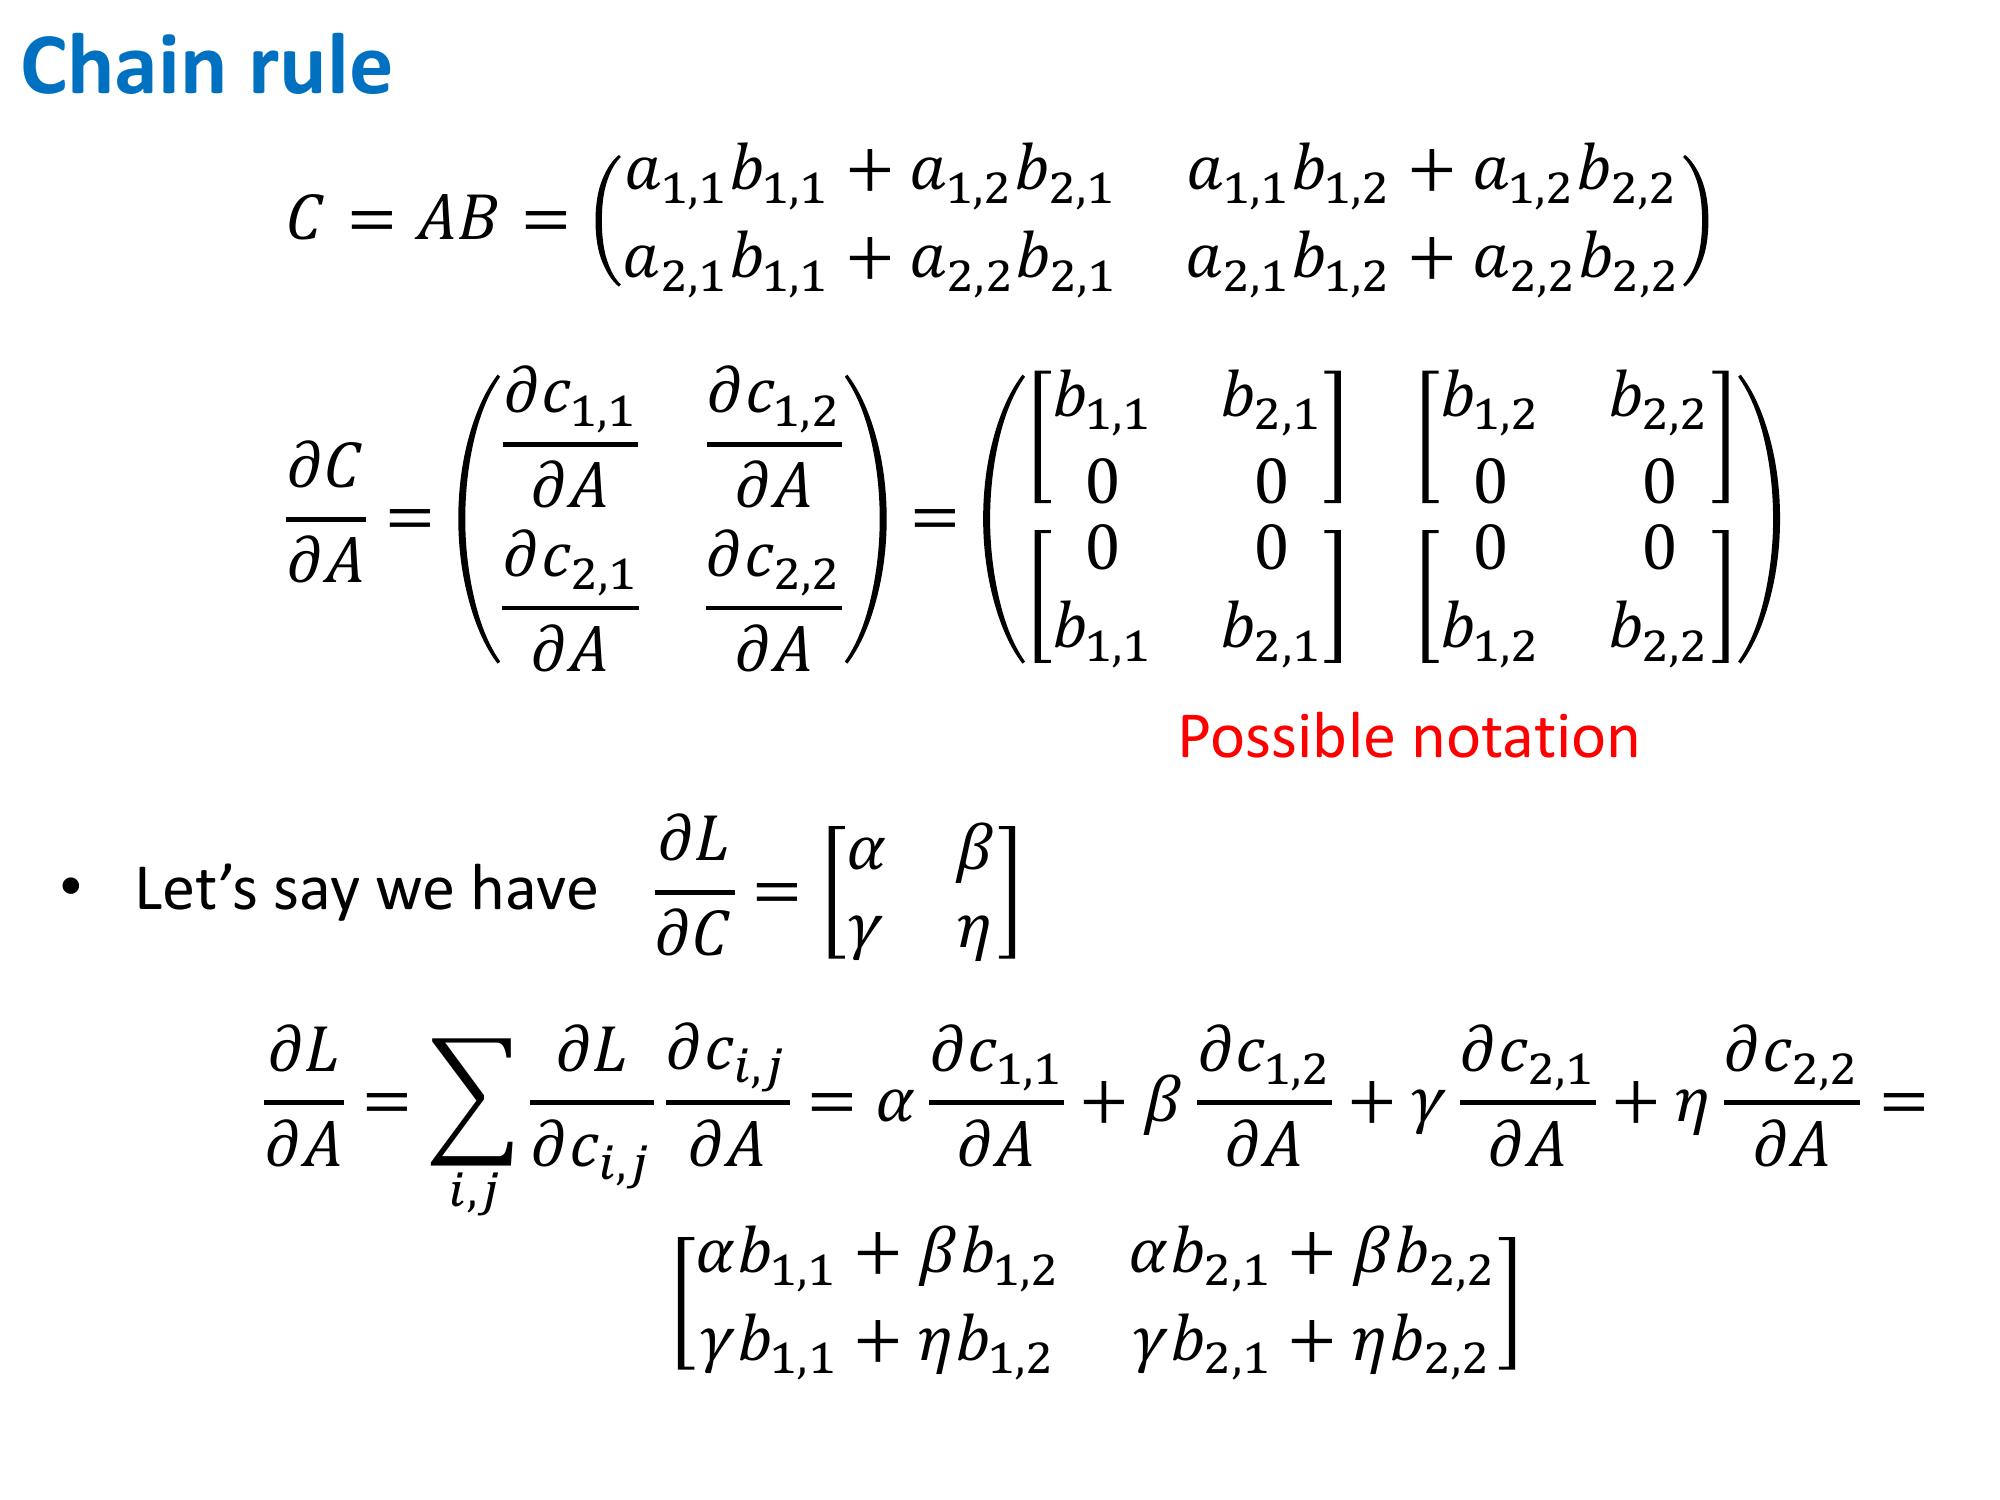 Chain rule
$C = AB = \begin{pmatrix} a_{1,1}b_{1,1} + a_{1,2}b_{2,1} & a_{1,1}b_{1,2} + a_{1,2}b_{2,2} \\ a_{2,1}b_{1,1} + a_{2,2}b_{2,1} & a_{2,1}b_{1,2} + a_{2,2}b_{2,2} \end{pmatrix}$
$\frac{\partial C}{\partial A} = \begin{pmatrix} \frac{\partial c_{1,1}}{\partial A} & \frac{\partial c_{1,2}}{\partial A} \\ \frac{\partial c_{2,1}}{\partial A} & \frac{\partial c_{2,2}}{\partial A} \end{pmatrix} = \begin{pmatrix} \begin{bmatrix} b_{1,1} & b_{2,1} \\ 0 & 0 \end{bmatrix} & \begin{bmatrix} b_{1,2} & b_{2,2} \\ 0 & 0 \end{bmatrix} \\ \begin{bmatrix} 0 & 0 \\ b_{1,1} & b_{2,1} \end{bmatrix} & \begin{bmatrix} 0 & 0 \\ b_{1,2} & b_{2,2} \end{bmatrix} \end{pmatrix}$
Possible notation
• Let’s say we have $\frac{\partial L}{\partial C} = \begin{bmatrix} \alpha & \beta \\ \gamma & \eta \end{bmatrix}$
$\frac{\partial L}{\partial A} = \sum_{i,j} \frac{\partial L}{\partial c_{i,j}} \frac{\partial c_{i,j}}{\partial A} = \alpha \frac{\partial c_{1,1}}{\partial A} + \beta \frac{\partial c_{1,2}}{\partial A} + \gamma \frac{\partial c_{2,1}}{\partial A} + \eta \frac{\partial c_{2,2}}{\partial A} =$
$\begin{bmatrix} \alpha b_{1,1} + \beta b_{1,2} & \alpha b_{2,1} + \beta b_{2,2} \\ \gamma b_{1,1} + \eta b_{1,2} & \gamma b_{2,1} + \eta b_{2,2} \end{bmatrix}$